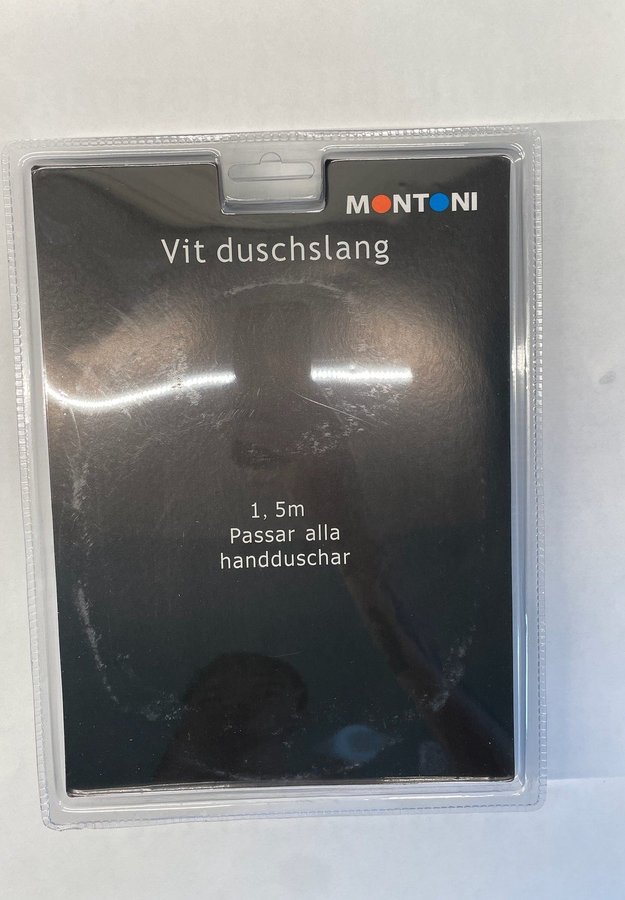 MONTONI
Vit duschslang
1, 5m
Passar alla
handduschar